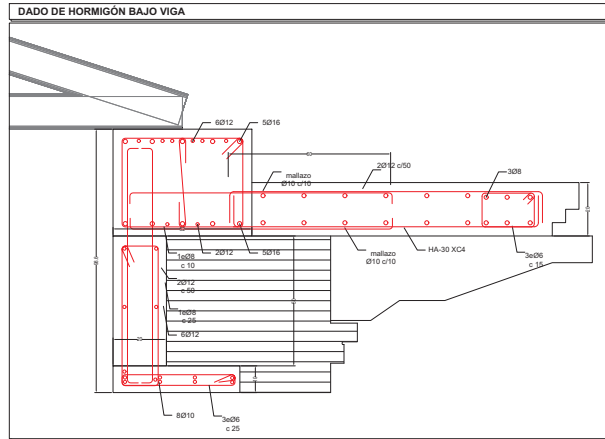 DADO DE HORMIGÓN BAJO VIGA
6Ø12
5Ø16
60
mallazo
Ø10 c/10
2Ø12 c/50
3Ø8
2Ø12
5Ø16
mallazo
Ø10 c/10
HA-30 XC4
3eØ6
c 15
1eØ8
c 10
2Ø12
c 50
1eØ8
c 25
6Ø12
8Ø10
3eØ6
c 25